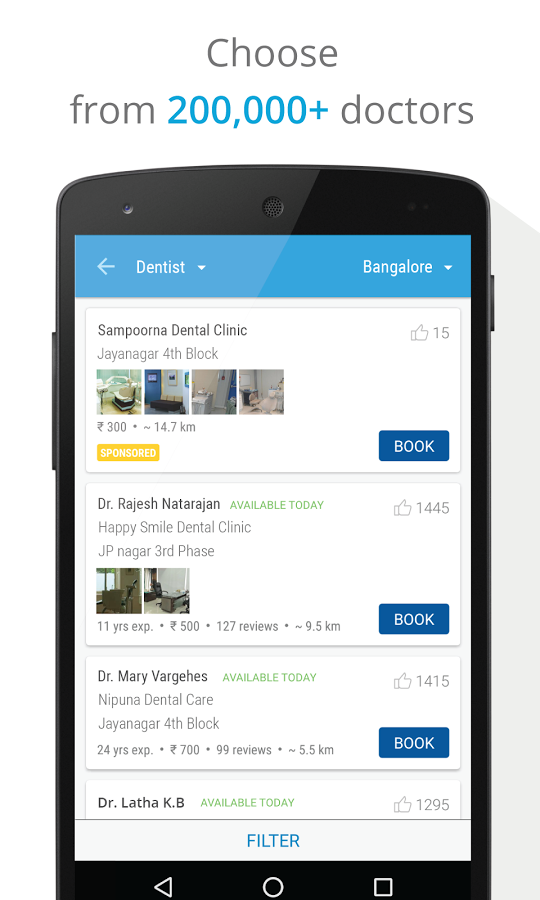 Choose
from 200,000+ doctors
Dentist
Bangalore
Sampoorna Dental Clinic
15
Jayanagar 4th Block
₹ 300 • ~ 14.7 km
SPONSORED
BOOK
Dr. Rajesh Natarajan AVAILABLE TODAY
1445
Happy Smile Dental Clinic
JP nagar 3rd Phase
11 yrs exp. • ₹ 500 • 127 reviews • ~ 9.5 km
BOOK
Dr. Mary Vargehes AVAILABLE TODAY
1415
Nipuna Dental Care
Jayanagar 4th Block
24 yrs exp. • ₹ 700 • 99 reviews • ~ 5.5 km
BOOK
Dr. Latha K.B AVAILABLE TODAY
1295
FILTER